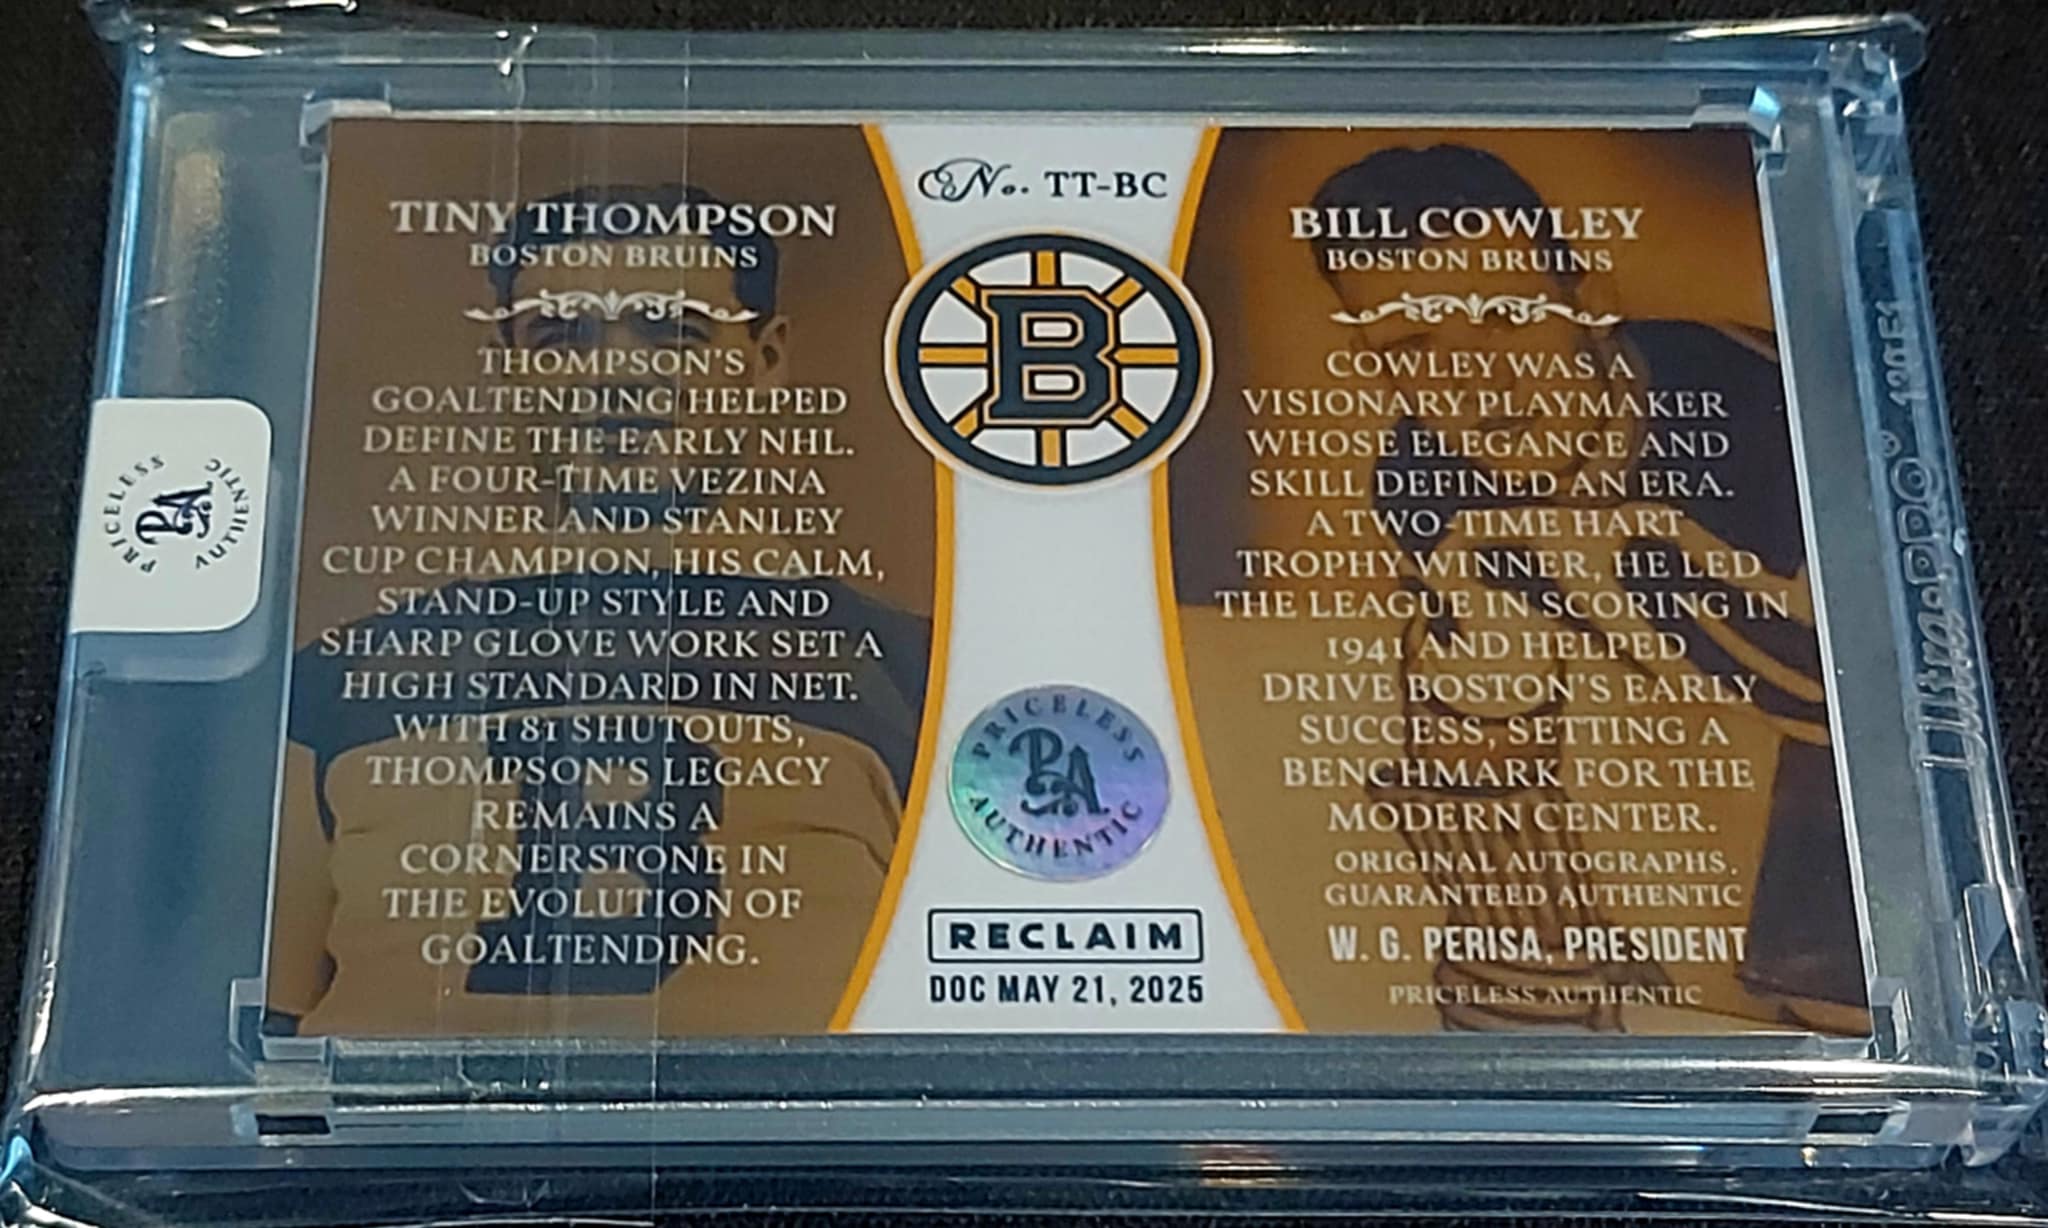 TINY THOMPSON
BOSTON BRUINS
THOMPSON'S
GOALTENDING HELPED
DEFINE THE EARLY NHL.
A FOUR-TIME VEZINA
WINNER AND STANLEY
CUP CHAMPION, HIS CALM,
STAND-UP STYLE AND
SHARP GLOVE WORK SET A
HIGH STANDARD IN NET.
WITH 81 SHUTOUTS,
THOMPSON'S LEGACY
REMAINS A
CORNERSTONE IN
THE EVOLUTION OF
GOALTENDING.
No. TT-BC
B
PRICELESS
PA
AUTHENTIC
RECLAIM
DOC MAY 21, 2025
BILL COWLEY
BOSTON BRUINS
COWLEY WAS A
VISIONARY PLAYMAKER
WHOSE ELEGANCE AND
SKILL DEFINED AN ERA.
A TWO-TIME HART
TROPHY WINNER, HE LED
THE LEAGUE IN SCORING IN
1941 AND HELPED
DRIVE BOSTON'S EARLY
SUCCESS, SETTING A
BENCHMARK FOR THE
MODERN CENTER.
ORIGINAL AUTOGRAPHS.
GUARANTEED AUTHENTIC
W. G. PERISA, PRESIDENT
PRICELESS AUTHENTIC
PRICELESS
PA
AUTHENTIC
B